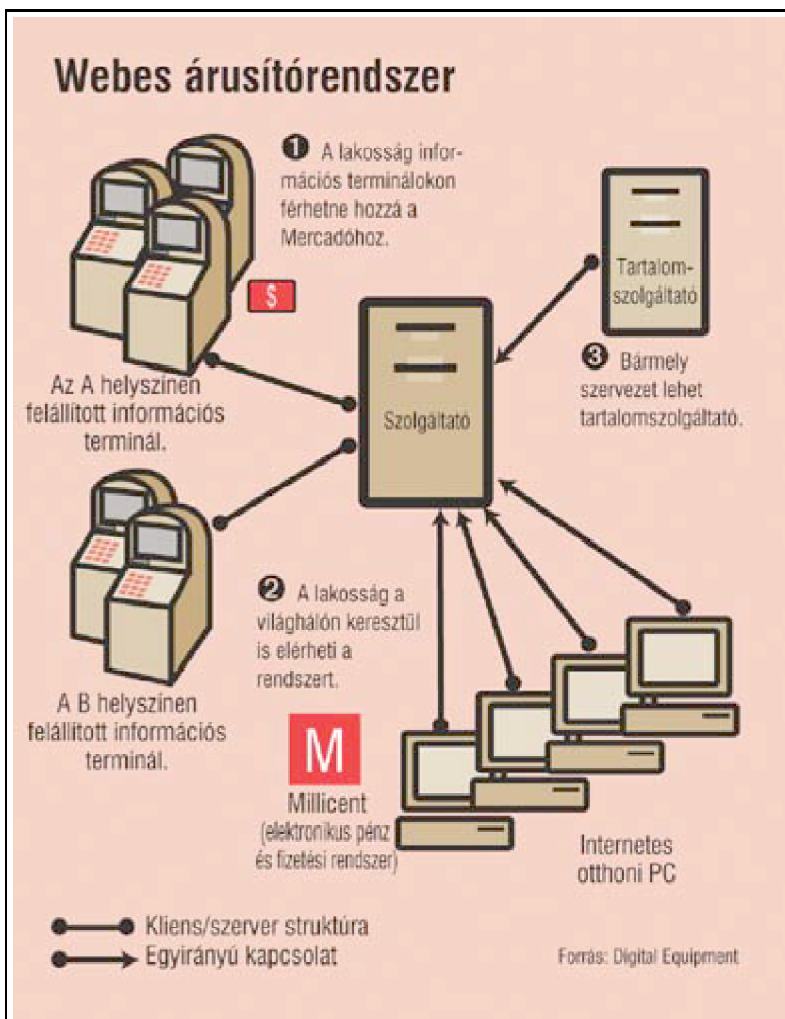 Webes árusítórendszer
❶ A lakosság infor-
mációs terminálokon
férhetne hozzá a
Mercadóhoz.
$
Az A helyszínen
felállított információs
terminál.
Szolgáltató
Tartalom-
szolgáltató
❸ Bármely
szervezet lehet
tartalomszolgáltató.
❷ A lakosság a
világhálón keresztül
is elérheti a
rendszert.
A B helyszínen
felállított információs
terminál.
M
Millicent
(elektronikus pénz
és fizetési rendszer)
Internetes
otthoni PC
Kliens/szerver struktúra
Egyirányú kapcsolat
Forrás: Digital Equipment